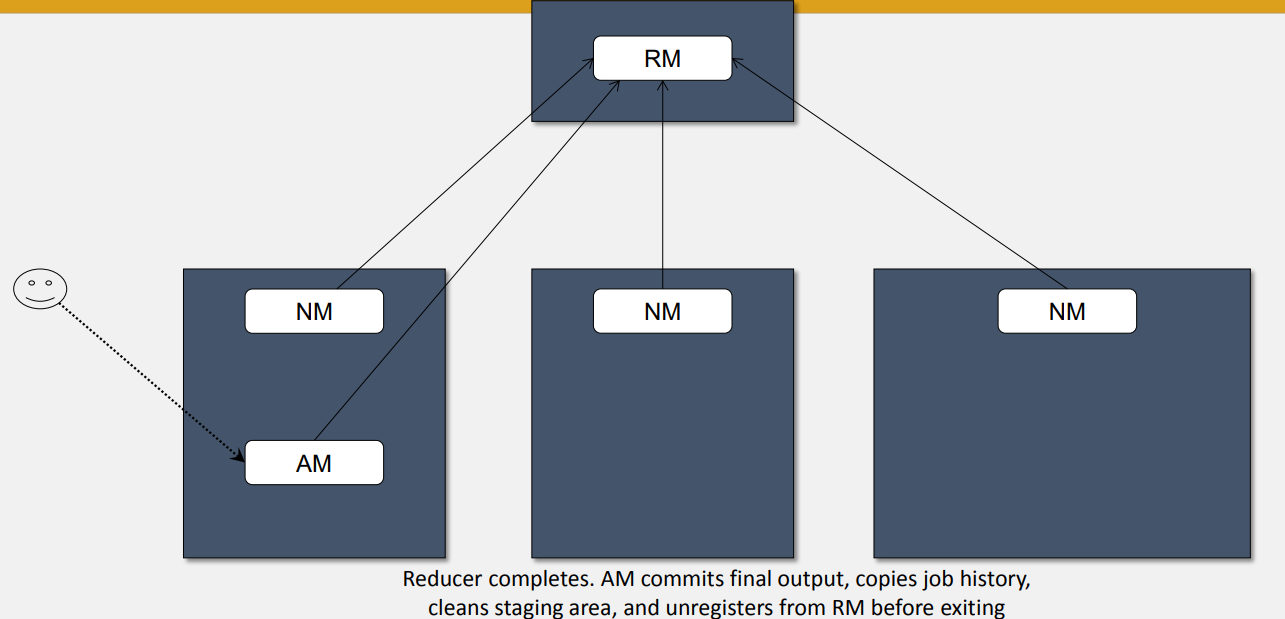 RM
NM
NM
NM
AM
Reducer completes. AM commits final output, copies job history,
cleans staging area, and unregisters from RM before exiting